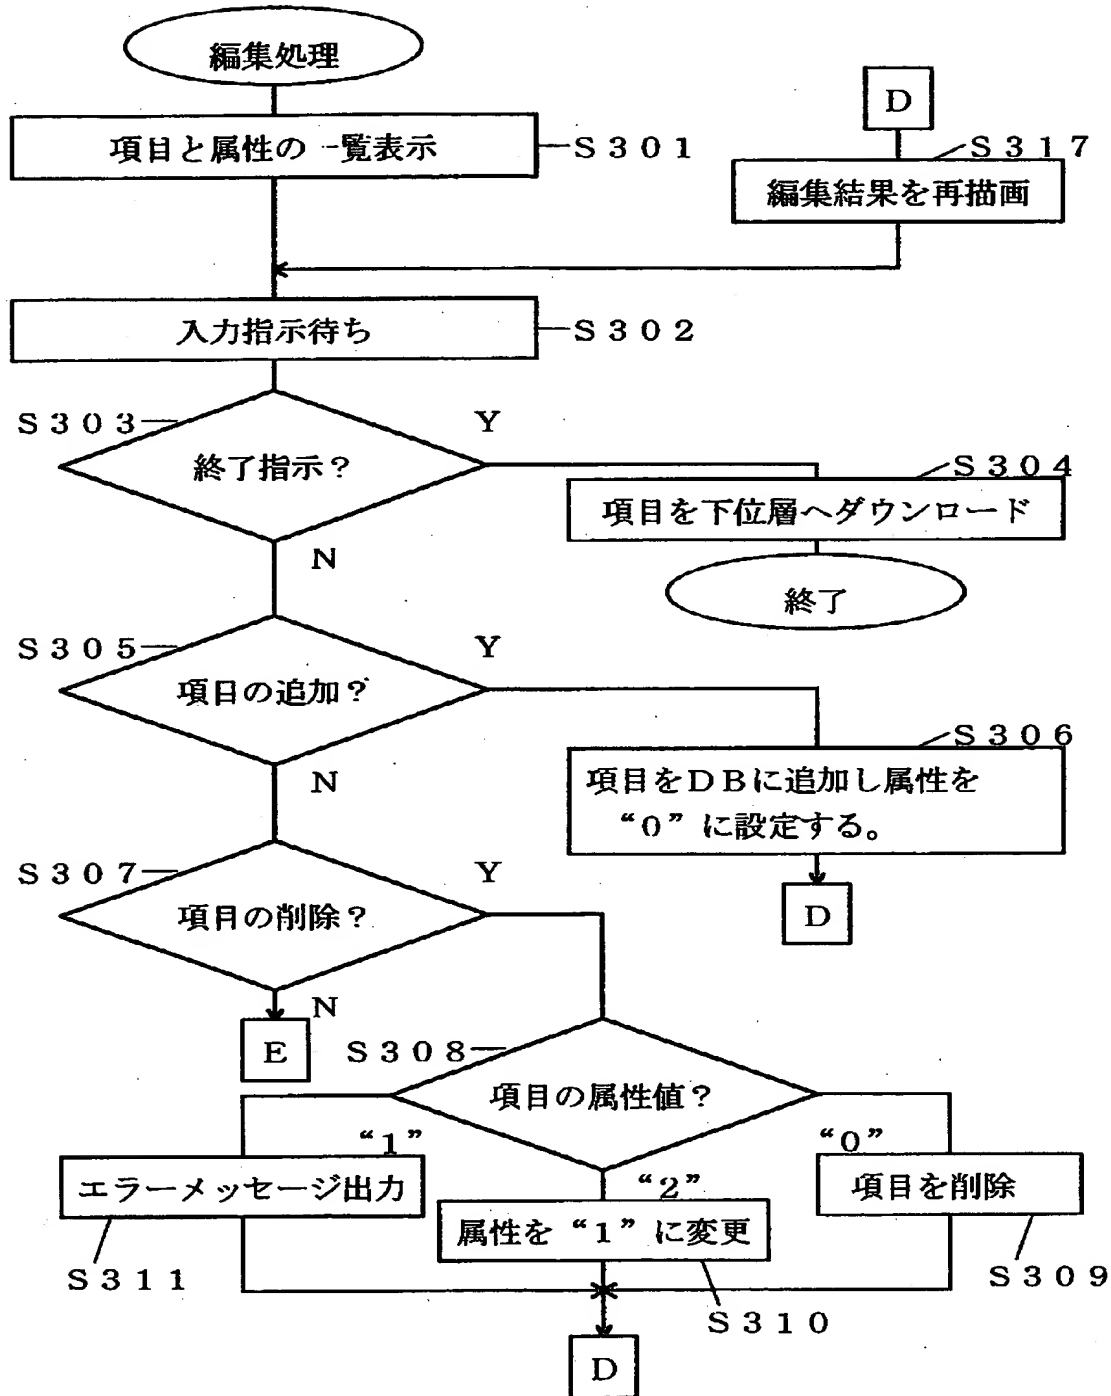 編集処理
D
項目と属性の一覧表示
S301
S317
編集結果を再描画
入力指示待ち
S302
S303
Y
終了指示?
S304
項目を下位層へダウンロード
N
終了
S305
Y
項目の追加?
S306
N
項目をDBに追加し属性を
“0”に設定する。
S307
Y
項目の削除?
D
N
E
S308
項目の属性値?
“1”
“0”
エラーメッセージ出力
“2”
項目を削除
属性を“1”に変更
S311
S309
S310
D